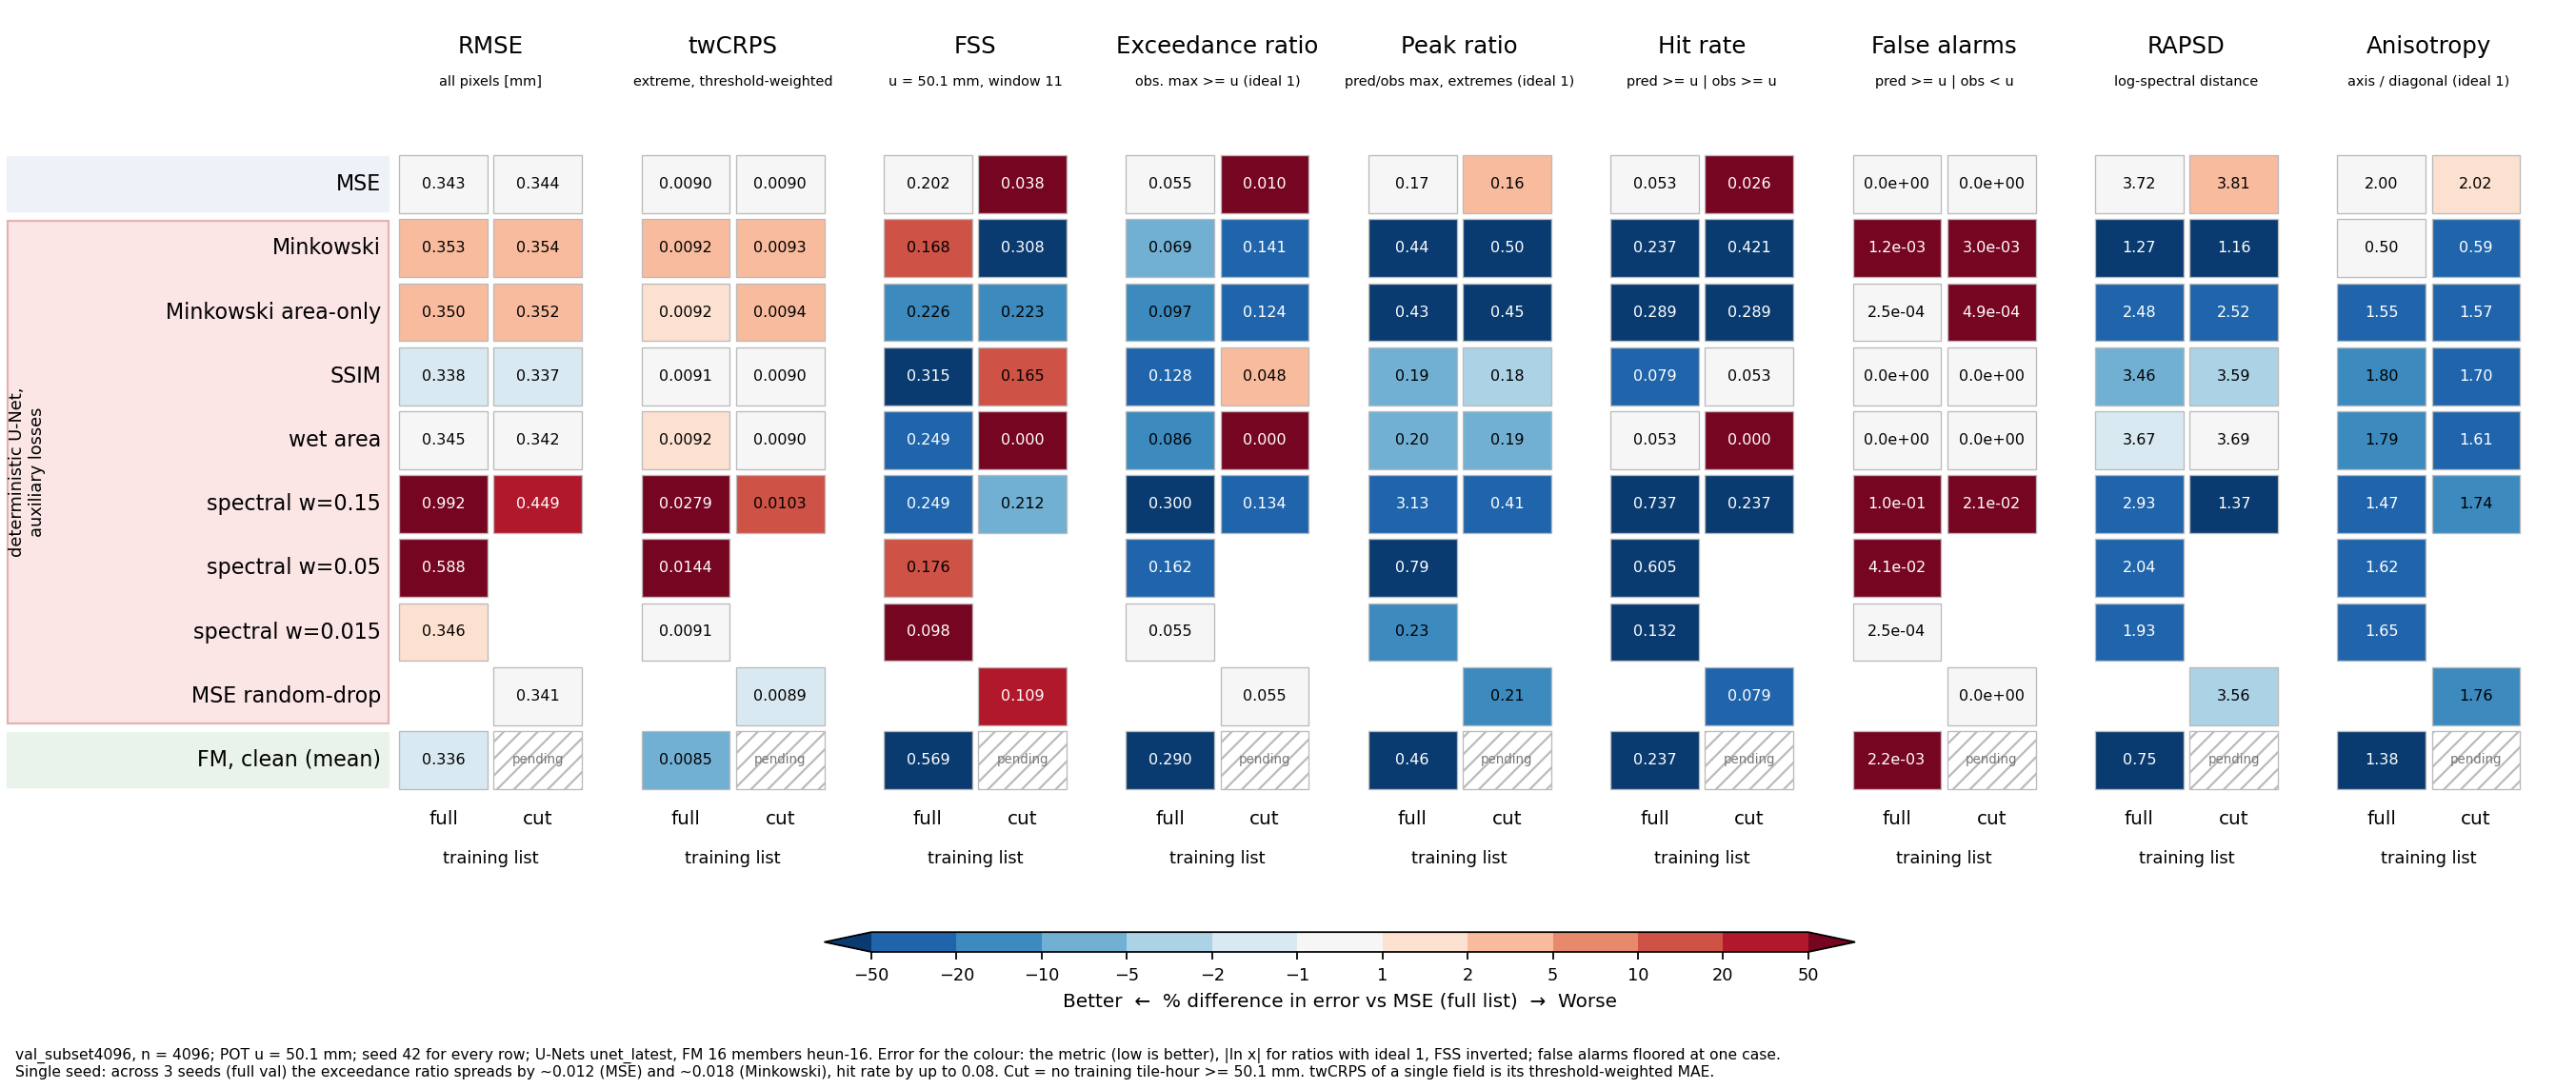 RMSE twCRPS FSS Exceedance ratio Peak ratio Hit rate False alarms RAPSD Anisotropy
all pixels [mm] extreme, threshold-weighted u = 50.1 mm, window 11 obs. max >= u (ideal 1) pred/obs max, extremes (ideal 1) pred >= u | obs >= u pred >= u | obs < u log-spectral distance axis / diagonal (ideal 1)
MSE 0.343 0.344 0.0090 0.0090 0.202 0.038 0.055 0.010 0.17 0.16 0.053 0.026 0.0e+00 0.0e+00 3.72 3.81 2.00 2.02
Minkowski 0.353 0.354 0.0092 0.0093 0.168 0.308 0.069 0.141 0.44 0.50 0.237 0.421 1.2e-03 3.0e-03 1.27 1.16 0.50 0.59
Minkowski area-only 0.350 0.352 0.0092 0.0094 0.226 0.223 0.097 0.124 0.43 0.45 0.289 0.289 2.5e-04 4.9e-04 2.48 2.52 1.55 1.57
SSIM 0.338 0.337 0.0091 0.0090 0.315 0.165 0.128 0.048 0.19 0.18 0.079 0.053 0.0e+00 0.0e+00 3.46 3.59 1.80 1.70
wet area 0.345 0.342 0.0092 0.0090 0.249 0.000 0.086 0.000 0.20 0.19 0.053 0.000 0.0e+00 0.0e+00 3.67 3.69 1.79 1.61
spectral w=0.15 0.992 0.449 0.0279 0.0103 0.249 0.212 0.300 0.134 3.13 0.41 0.737 0.237 1.0e-01 2.1e-02 2.93 1.37 1.47 1.74
spectral w=0.05 0.588 0.0144 0.176 0.162 0.79 0.605 4.1e-02 2.04 1.62
spectral w=0.015 0.346 0.0091 0.098 0.055 0.23 0.132 2.5e-04 1.93 1.65
MSE random-drop 0.341 0.0089 0.109 0.055 0.21 0.079 0.0e+00 3.56 1.76
FM, clean (mean) 0.336 pending 0.0085 pending 0.569 pending 0.290 pending 0.46 pending 0.237 pending 2.2e-03 pending 0.75 pending 1.38 pending
deterministic U-Net,
auxiliary losses
full cut full cut full cut full cut full cut full cut full cut full cut full cut
training list training list training list training list training list training list training list training list training list
−50 −20 −10 −5 −2 −1 1 2 5 10 20 50
Better ← % difference in error vs MSE (full list) → Worse
val_subset4096, n = 4096; POT u = 50.1 mm; seed 42 for every row; U-Nets unet_latest, FM 16 members heun-16. Error for the colour: the metric (low is better), |ln x| for ratios with ideal 1, FSS inverted; false alarms floored at one case.
Single seed: across 3 seeds (full val) the exceedance ratio spreads by ~0.012 (MSE) and ~0.018 (Minkowski), hit rate by up to 0.08. Cut = no training tile-hour >= 50.1 mm. twCRPS of a single field is its threshold-weighted MAE.